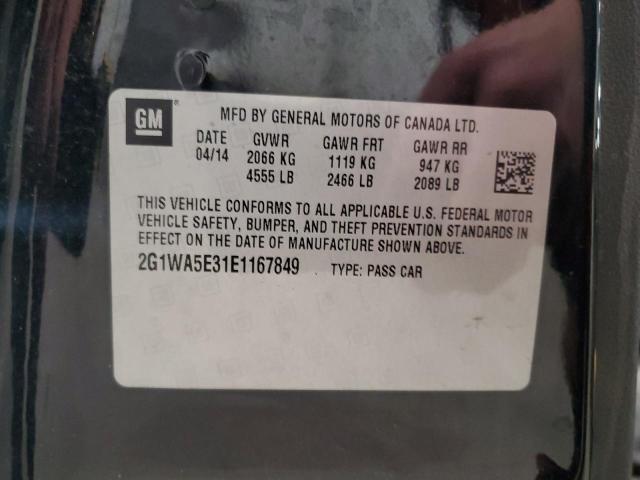 GM
MFD BY GENERAL MOTORS OF CANADA LTD.
DATE GVWR GAWR FRT GAWR RR
04/14 2066 KG 1119 KG 947 KG
4555 LB 2466 LB 2089 LB
THIS VEHICLE CONFORMS TO ALL APPLICABLE U.S. FEDERAL MOTOR
VEHICLE SAFETY, BUMPER, AND THEFT PREVENTION STANDARDS IN
EFFECT ON THE DATE OF MANUFACTURE SHOWN ABOVE.
2G1WA5E31E1167849 TYPE: PASS CAR